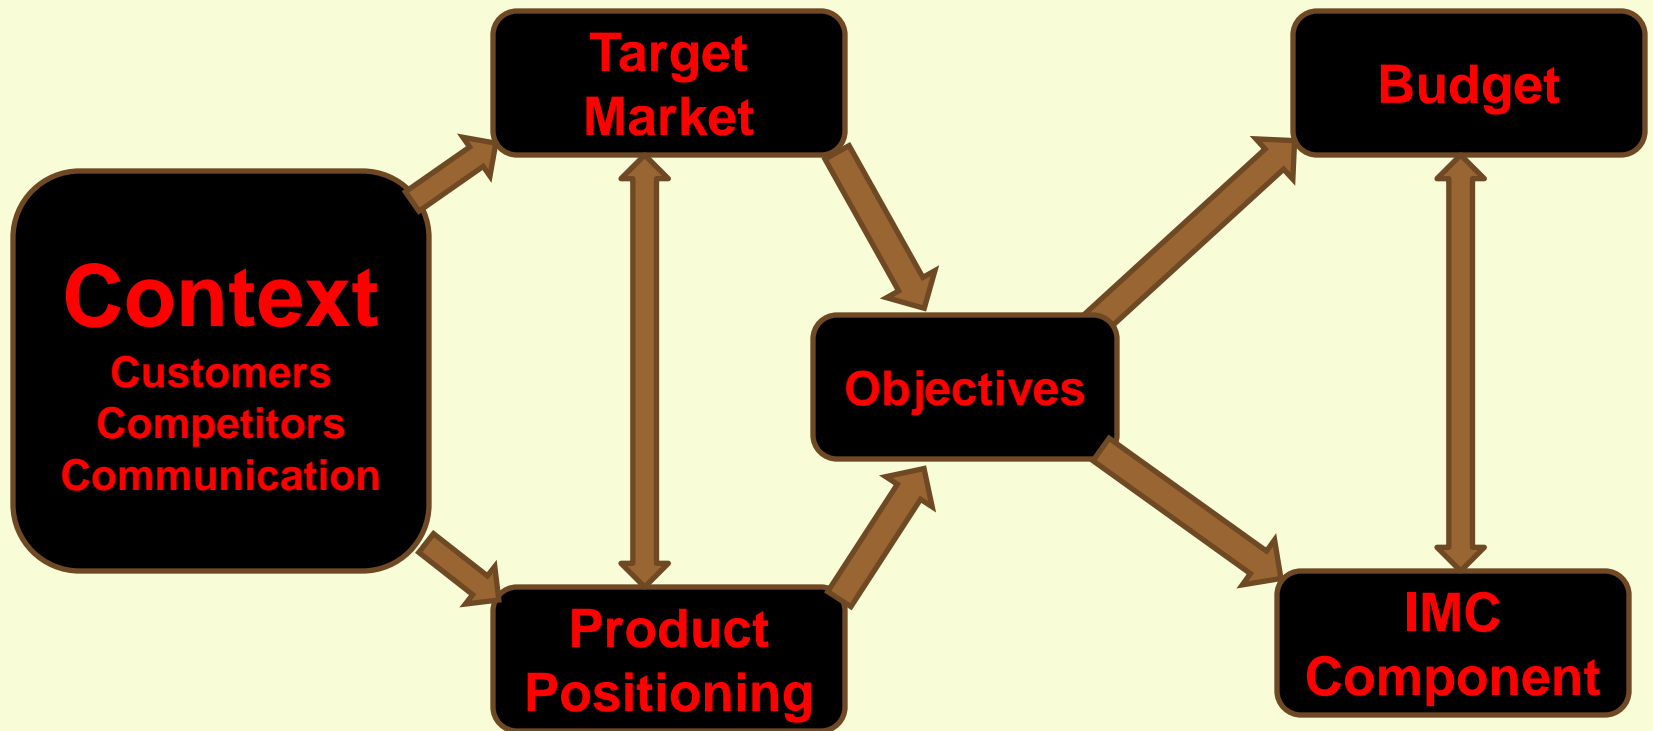 Target
Market
Budget
Context
Customers
Competitors
Communication
Objectives
Product
Positioning
IMC
Component